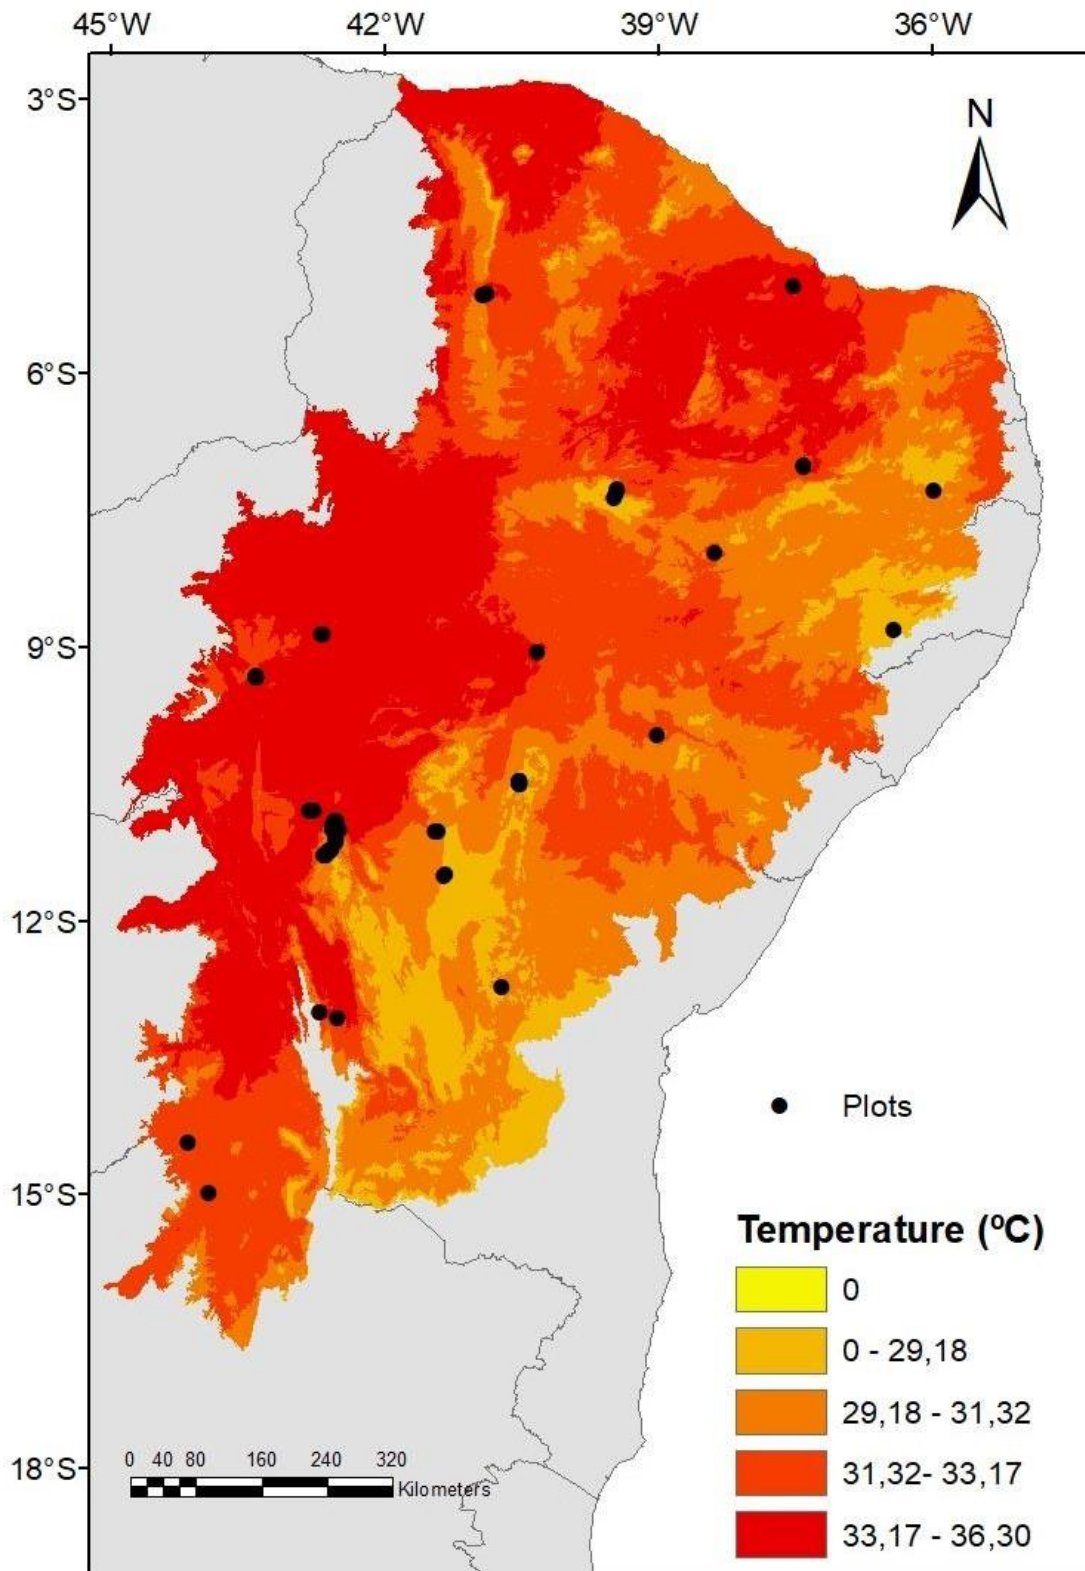 45°W 42°W 39°W 36°W
3°S
N
6°S
9°S
12°S
Plots
15°S
Temperature (ºC)
0
0 - 29,18
29,18 - 31,32
31,32- 33,17
33,17 - 36,30
18°S
0 40 80 160 240 320
Kilometers